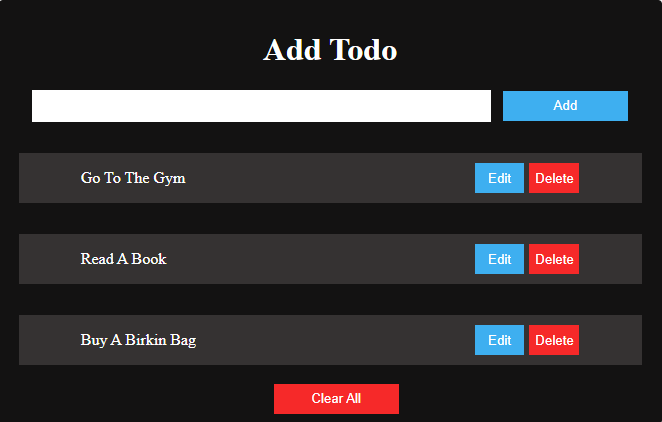 Add Todo
Add
Go To The Gym Edit Delete
Read A Book Edit Delete
Buy A Birkin Bag Edit Delete
Clear All